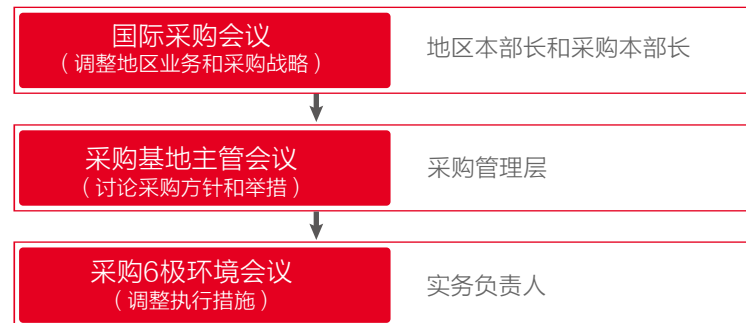 国际采购会议
（调整地区业务和采购战略）
地区本部长和采购本部长
采购基地主管会议
（讨论采购方针和举措）
采购管理层
采购6极环境会议
（调整执行措施）
实务负责人